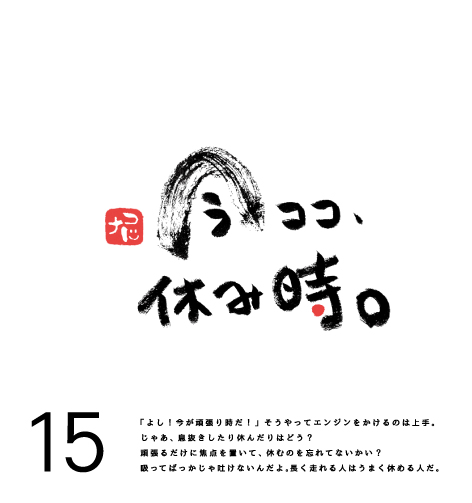 今ココ、
休み時。
15
「よし！今が頑張り時だ！」そうやってエンジンをかけるのは上手。
じゃあ、息抜きしたり休んだりはどう？
頑張るだけに焦点を置いて、休むのを忘れてないかい？
吸ってばっかじゃ吐けないんだよ。長く走れる人はうまく休める人だ。